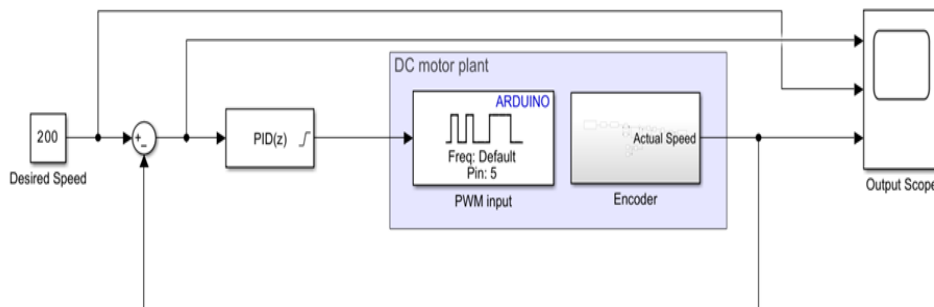 DC motor plant
ARDUINO
200
+
-
PID(z)
Freq: Default
Pin: 5
Actual Speed
Desired Speed
PWM input
Encoder
Output Scope